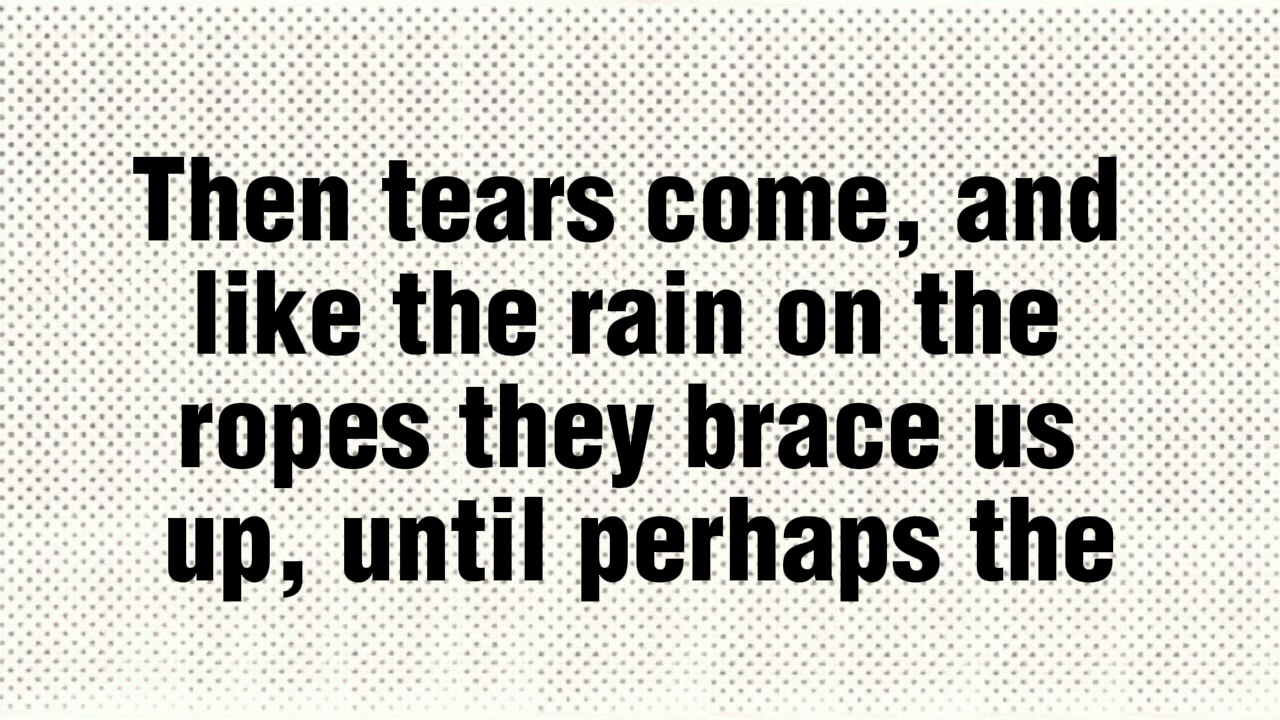 Then tears come, and
like the rain on the
ropes they brace us
up, until perhaps the